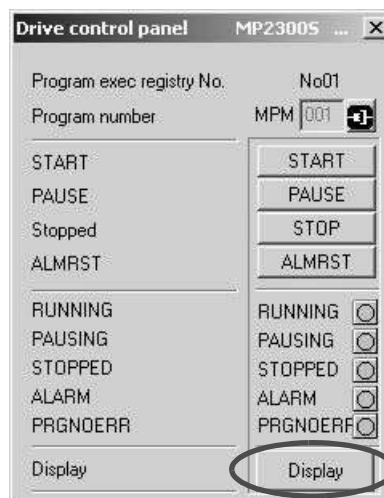 Drive control panel MP2300S ... X
Program exec registry No. No01
Program number MPM 001
START START
PAUSE PAUSE
Stopped STOP
ALMRST ALMRST
RUNNING RUNNING
PAUSING PAUSING
STOPPED STOPPED
ALARM ALARM
PRGNOERR PRGNOERR
Display Display